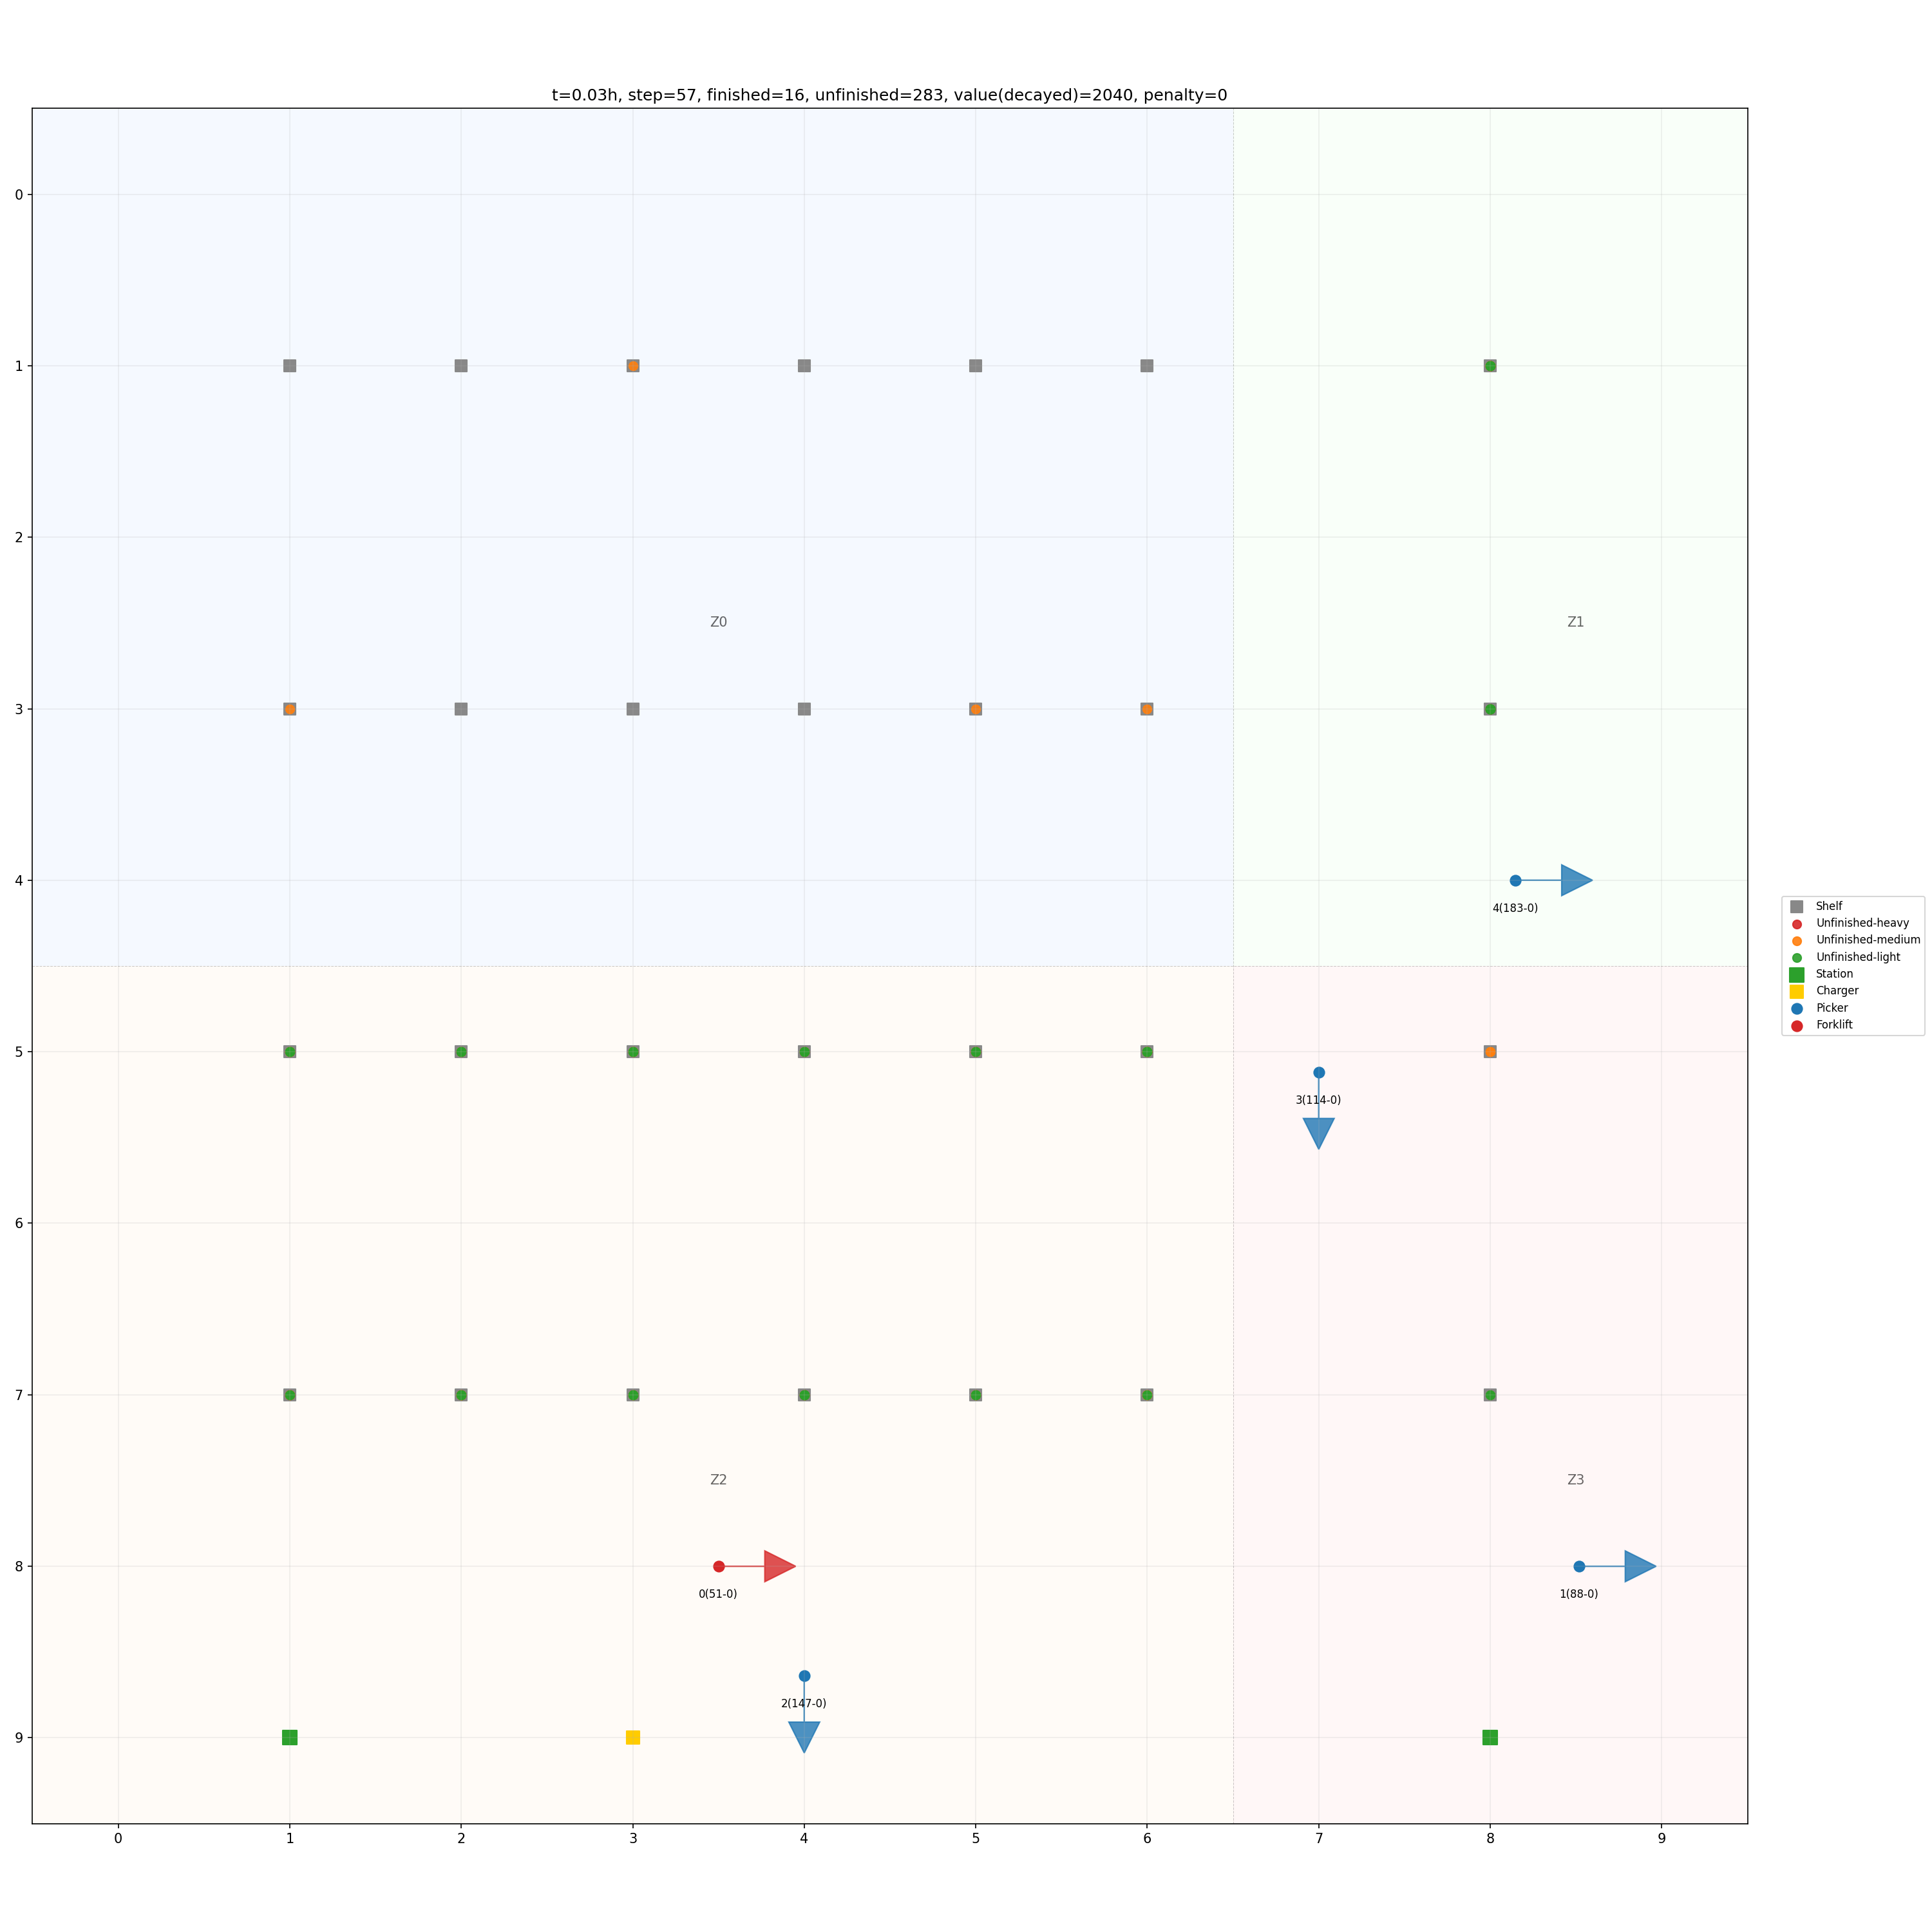 t=0.03h, step=57, finished=16, unfinished=283, value(decayed)=2040, penalty=0
0
1
2
Z0
Z1
3
4
4(183-0)
Shelf
Unfinished-heavy
Unfinished-medium
Unfinished-light
Station
Charger
Picker
Forklift
5
3(114-0)
6
7
Z2
Z3
8
0(51-0)
1(88-0)
2(147-0)
9
0 1 2 3 4 5 6 7 8 9